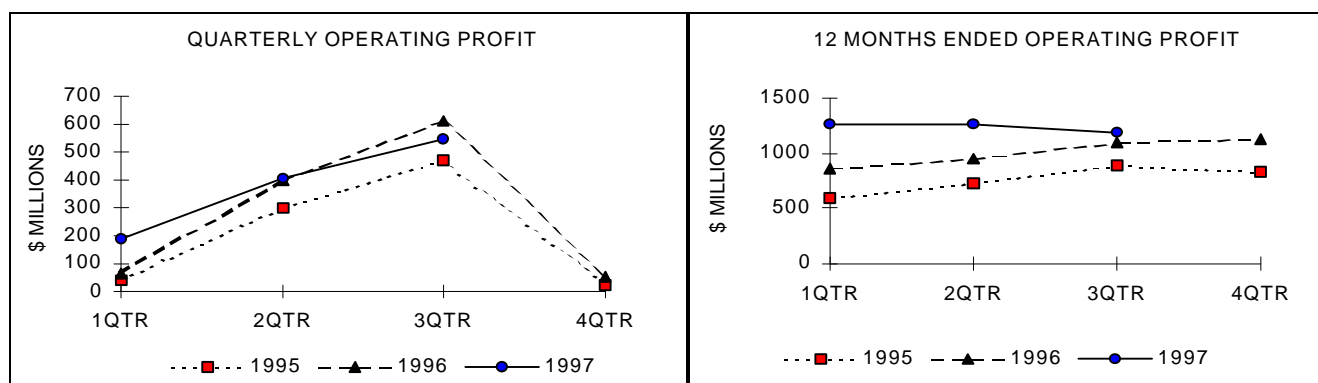 QUARTERLY OPERATING PROFIT
$ MILLIONS
700
600
500
400
300
200
100
0
1QTR 2QTR 3QTR 4QTR
1995 1996 1997
12 MONTHS ENDED OPERATING PROFIT
$ MILLIONS
1500
1000
500
0
1QTR 2QTR 3QTR 4QTR
1995 1996 1997